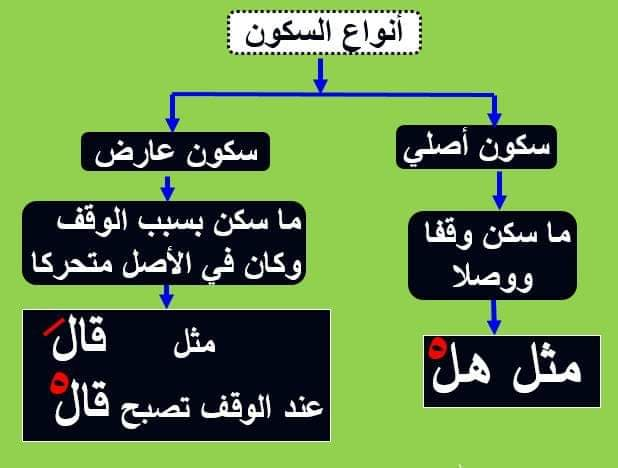 أنواع السكون
سكون أصلي
ما سكن وقفا
ووصلا
مثل هلْ
سكون عارض
ما سكن بسبب الوقف
وكان في الأصل متحركا
مثل قالَ
عند الوقف تصبح قالْ